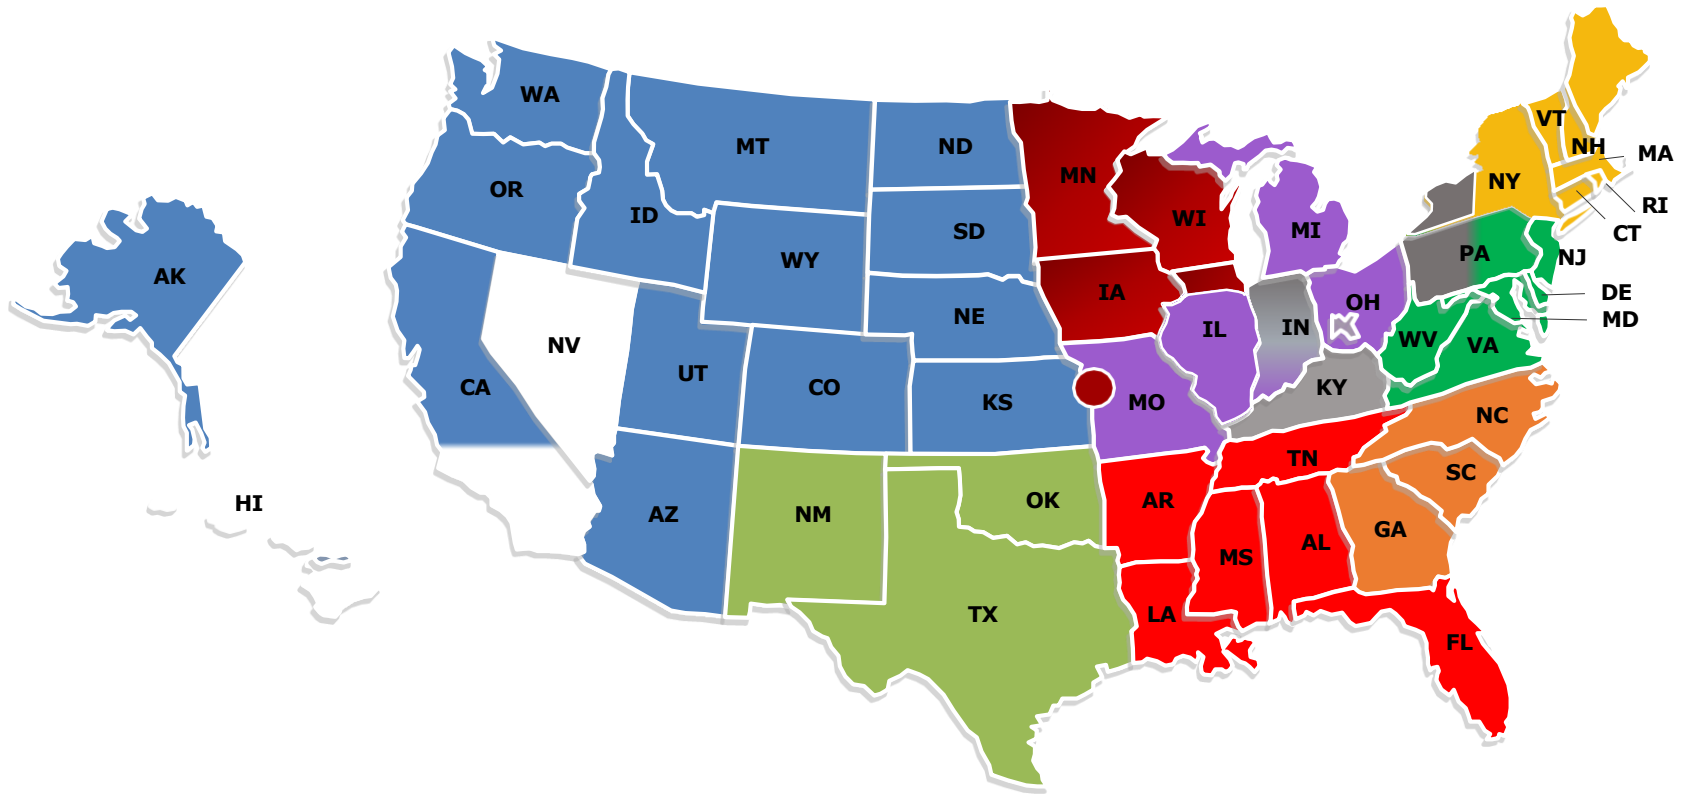 WA
MT
ND
MN
VT
NH
MA
OR
ID
SD
WI
MI
NY
RI
CT
AK
WY
IA
PA
NJ
DE
NE
IL
IN
OH
MD
NV
WV
VA
CA
UT
CO
KS
MO
KY
NC
HI
AZ
NM
OK
AR
TN
SC
TX
MS
AL
GA
LA
FL